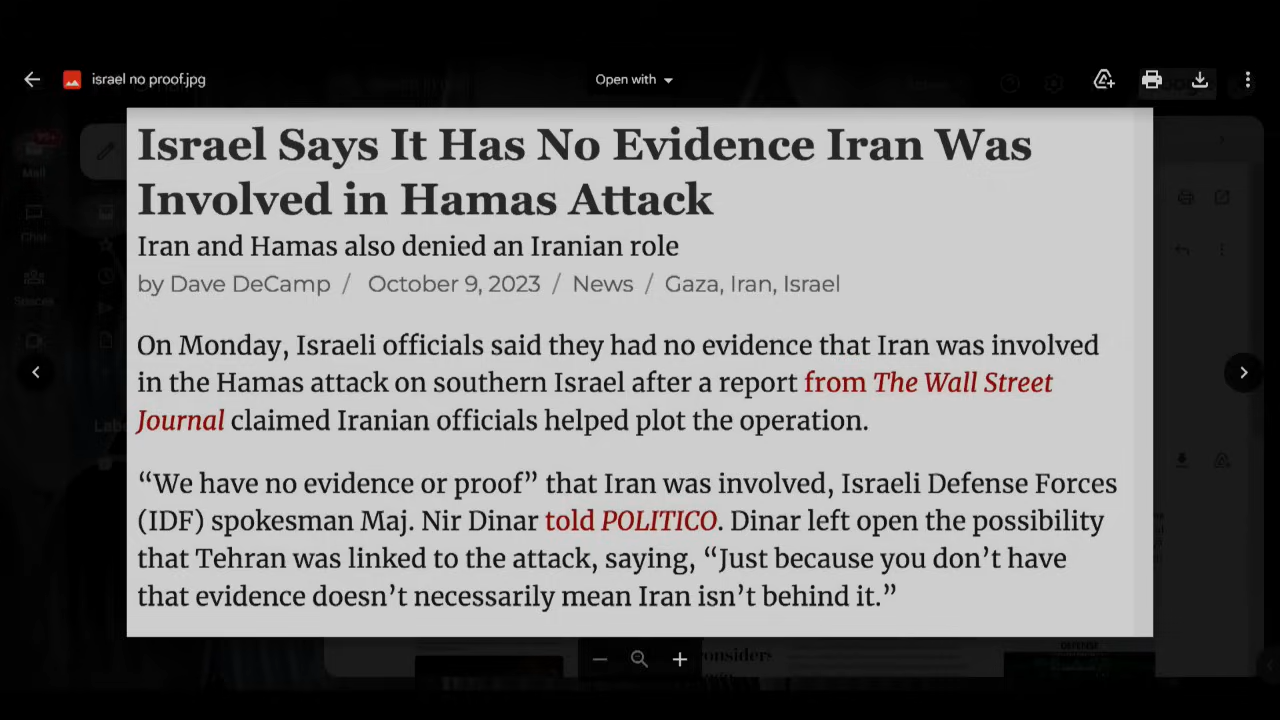 israel no proof.jpg
Open with
Israel Says It Has No Evidence Iran Was
Involved in Hamas Attack
Iran and Hamas also denied an Iranian role
by Dave DeCamp / October 9, 2023 / News / Gaza, Iran, Israel
On Monday, Israeli officials said they had no evidence that Iran was involved
in the Hamas attack on southern Israel after a report from The Wall Street
Journal claimed Iranian officials helped plot the operation.
“We have no evidence or proof” that Iran was involved, Israeli Defense Forces
(IDF) spokesman Maj. Nir Dinar told POLITICO. Dinar left open the possibility
that Tehran was linked to the attack, saying, “Just because you don’t have
that evidence doesn’t necessarily mean Iran isn’t behind it.”
Mail
Chat
Spaces